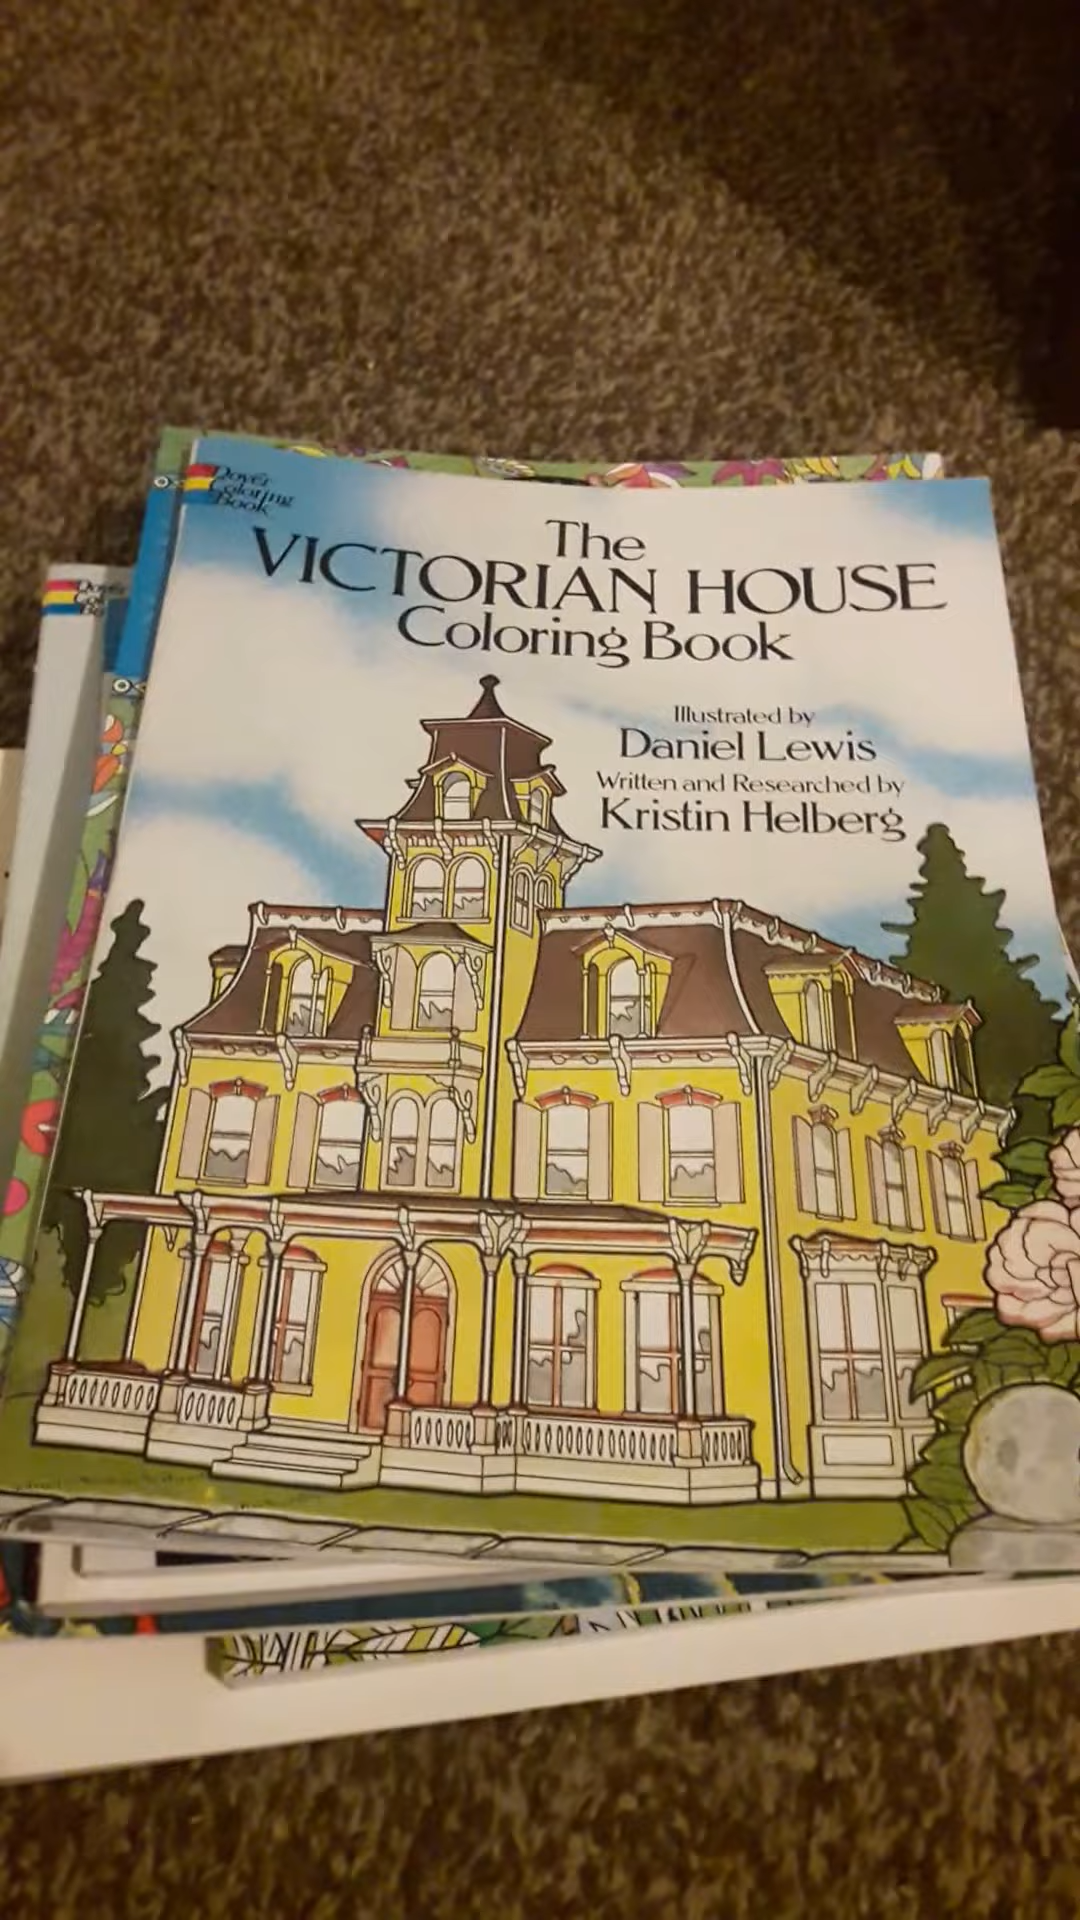 Dover
Coloring
Book
The
VICTORIAN HOUSE
Coloring Book
Illustrated by
Daniel Lewis
Written and Researched by
Kristin Helberg